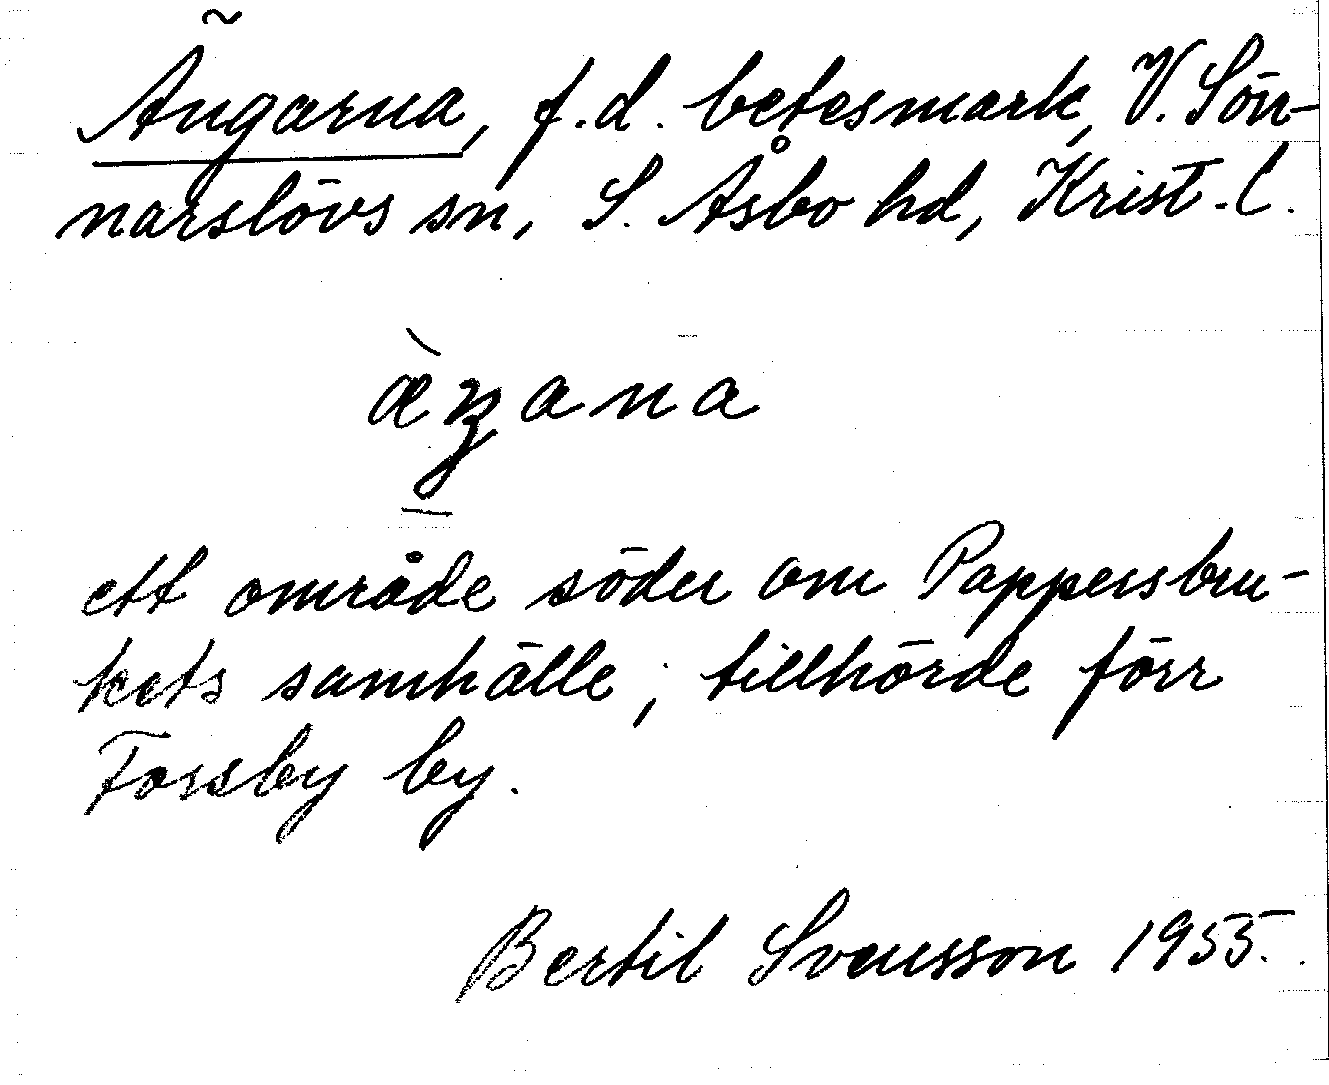 Ängarna, f.d. betesmark, V. Sön-
narslövs sn, S. Åsbo hd, Krist. l.
æ̀ŋana
ett område söder om Pappersbru-
kets samhälle; tillhörde förr
Forsby by.
Bertil Svensson 1955.